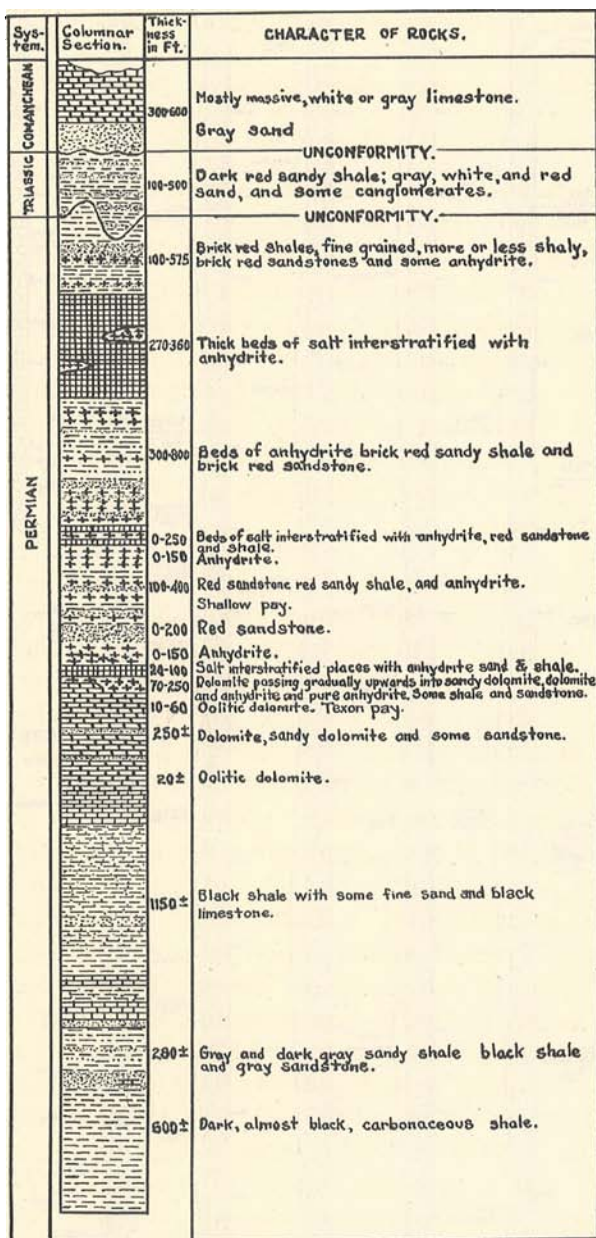 Sys-
tem.
Columnar
Section.
Thick-
ness
in Ft.
CHARACTER OF ROCKS.
COMANCHEAN
300-600
Mostly massive, white or gray limestone.
Gray sand
UNCONFORMITY.
TRIASSIC
100-500
Dark red sandy shale; gray, white, and red
sand, and some canglomerates.
UNCONFORMITY.
PERMIAN
100-575
Brick red shales, fine grained, more or less shaly,
brick red sandstones and some anhydrite.
270-360
Thick beds of salt interstratified with
anhydrite.
300-800
Beds of anhydrite brick red sandy shale and
brick red sandstone.
0-250
Beds of salt interstratified with anhydrite, red sandstone
and shale.
0-150
Anhydrite.
100-400
Red sandstone red sandy shale, and anhydrite.
Shallow pay.
0-200
Red sandstone.
0-150
Anhydrite.
20-100
Salt interstratified places with anhydrite sand & shale.
70-250
Dolomite passing gradually upwards into sandy dolomite, dolomite
and anhydrite and pure anhydrite. Some shale and sandstone.
10-60
Oolitic dolomite. Texon pay.
250±
Dolomite, sandy dolomite and some sandstone.
20±
Oolitic dolomite.
1150±
Black shale with some fine sand and black
limestone.
280±
Gray and dark gray sandy shale black shale
and gray sandstone.
600±
Dark, almost black, carbonaceous shale.